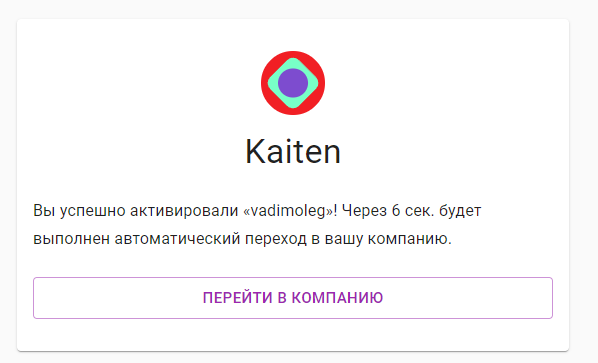 Kaiten
Вы успешно активировали «vadimoleg»! Через 6 сек. будет
выполнен автоматический переход в вашу компанию.
ПЕРЕЙТИ В КОМПАНИЮ